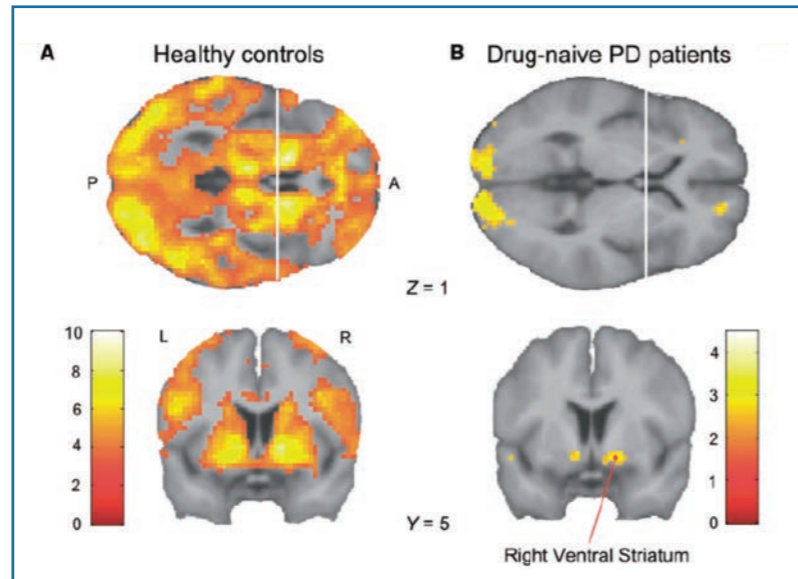 A Healthy controls
B Drug-naive PD patients
P
A
Z = 1
10
8
6
4
2
0
L
R
4
3
2
1
0
Y = 5
Right Ventral Striatum